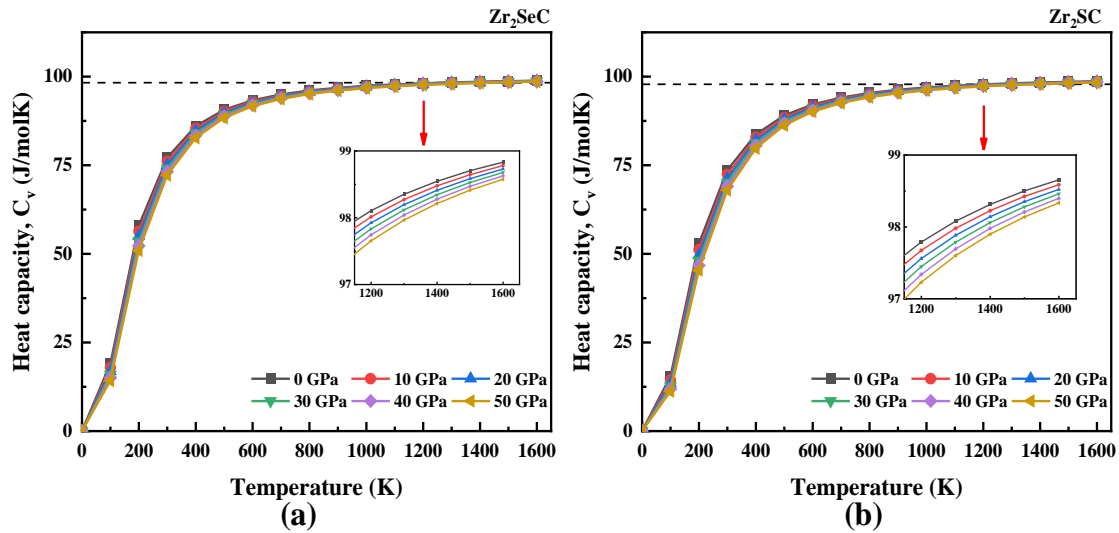 Zr₂SeC
Heat capacity, Cᵥ (J/molK)
100
75
50
25
0
99
98
97
1200 1400 1600
0 GPa 10 GPa 20 GPa
30 GPa 40 GPa 50 GPa
0 200 400 600 800 1000 1200 1400 1600
Temperature (K)
(a)
Zr₂SC
Heat capacity, Cᵥ (J/molK)
100
75
50
25
0
99
98
97
1200 1400 1600
0 GPa 10 GPa 20 GPa
30 GPa 40 GPa 50 GPa
0 200 400 600 800 1000 1200 1400 1600
Temperature (K)
(b)